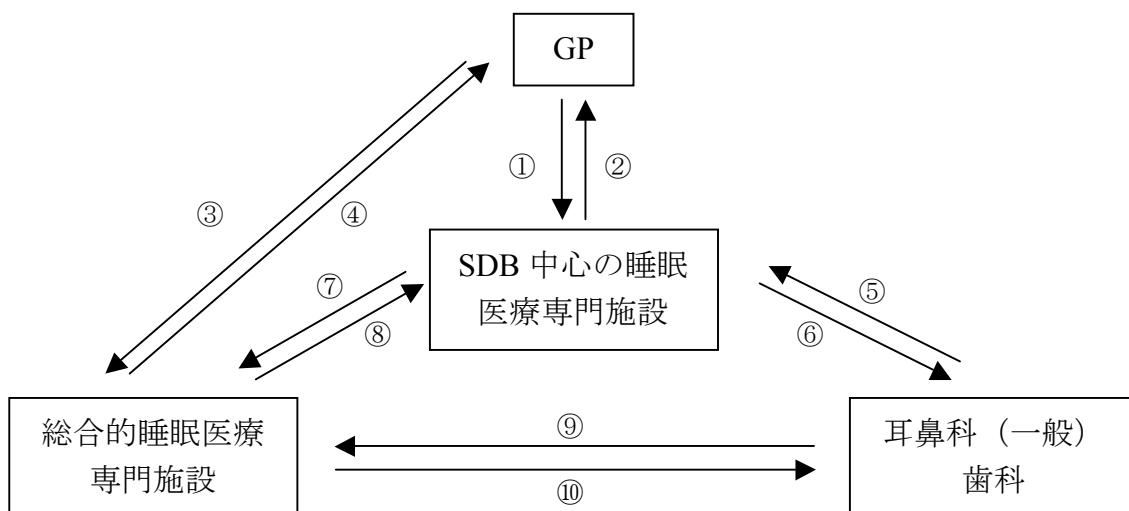 GP
① ②
③ ④
SDB 中心の睡眠
医療専門施設
⑦
⑧
⑤
⑥
総合的睡眠医療
専門施設
⑨
⑩
耳鼻科（一般）
歯科